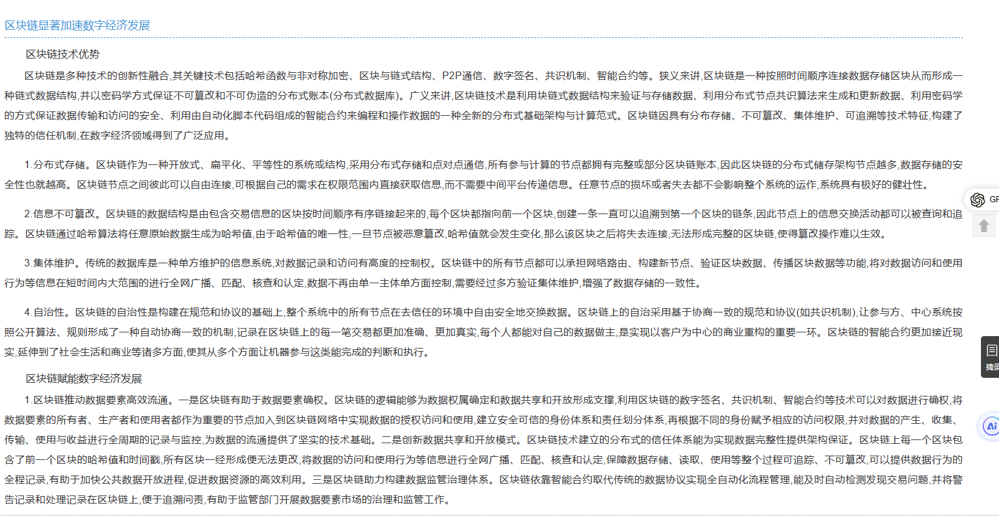 区块链显著加速数字经济发展
区块链技术优势
区块链是多种技术的创新性融合,其关键技术包括哈希函数与非对称加密、区块与链式结构、P2P通信、数字签名、共识机制、智能合约等。狭义来讲,区块链是一种按照时间顺序连接数据存储区块从而形成一
种链式数据结构,并以密码学方式保证不可篡改和不可伪造的分布式账本(分布式数据库)。广义来讲,区块链技术是利用块链式数据结构来验证与存储数据、利用分布式节点共识算法来生成和更新数据、利用密码学
的方式保证数据传输和访问的安全、利用由自动化脚本代码组成的智能合约来编程和操作数据的一种全新的分布式基础架构与计算范式。区块链因具有分布存储、不可篡改、集体维护、可追溯等技术特征,构建了
独特的信任机制,在数字经济领域得到了广泛应用。
1.分布式存储。区块链作为一种开放式、扁平化、平等性的系统或结构,采用分布式存储和点对点通信,所有参与计算的节点都拥有完整或部分区块链账本,因此区块链的分布式储存架构节点越多,数据存储的安
全性也就越高。区块链节点之间彼此可以自由连接,可根据自己的需求在权限范围内直接获取信息,而不需要中间平台传递信息。任意节点的损坏或者失去都不会影响整个系统的运作,系统具有极好的健壮性。
2.信息不可篡改。区块链的数据结构是由包含交易信息的区块按时间顺序有序链接起来的,每个区块都指向前一个区块,创建一条一直可以追溯到第一个区块的链条,因此节点上的信息交换活动都可以被查询和追
踪。区块链通过哈希算法将任意原始数据生成为哈希值,由于哈希值的唯一性,一旦节点被恶意篡改,哈希值就会发生变化,那么该区块之后将失去连接,无法形成完整的区块链,使得篡改操作难以生效。
3.集体维护。传统的数据库是一种单方维护的信息系统,对数据记录和访问有高度的控制权。区块链中的所有节点都可以承担网络路由、构建新节点、验证区块数据、传播区块数据等功能,将对数据访问和使用
行为等信息在短时间内大范围的进行全网广播、匹配、核查和认定,数据不再由单一主体单方面控制,需要经过多方验证集体维护,增强了数据存储的一致性。
4.自治性。区块链的自治性是构建在规范和协议的基础上,整个系统中的所有节点在去信任的环境中自由安全地交换数据。区块链上的自治采用基于协商一致的规范和协议(如共识机制),让参与方、中心系统按
照公开算法、规则形成了一种自动协商一致的机制,记录在区块链上的每一笔交易都更加准确、更加真实,每个人都能对自己的数据做主,是实现以客户为中心的商业重构的重要一环。区块链的智能合约更加接近现
实,延伸到了社会生活和商业等诸多方面,使其从多个方面让机器参与这类能完成的判断和执行。
区块链赋能数字经济发展
1.区块链推动数据要素高效流通。一是区块链有助于数据要素确权。区块链的逻辑能够为数据权属确定和数据共享和开放形成支撑,利用区块链的数字签名、共识机制、智能合约等技术可以对数据进行确权,将
数据要素的所有者、生产者和使用者都作为重要的节点加入到区块链网络中实现数据的授权访问和使用,建立安全可信的身份体系和责任划分体系,再根据不同的身份赋予相应的访问权限,并对数据的产生、收集、
传输、使用与收益进行全周期的记录与监控,为数据的流通提供了坚实的技术基础。二是创新数据共享和开放模式。区块链技术建立的分布式的信任体系能为实现数据完整性提供架构保证。区块链上每一个区块包
含了前一个区块的哈希值和时间戳,所有区块一经形成便无法更改,将数据的访问和使用行为等信息进行全网广播、匹配、核查和认定,保障数据存储、读取、使用等整个过程可追踪、不可篡改,可以提供数据行为的
全程记录,有助于加快公共数据开放进程,促进数据资源的高效利用。三是区块链助力构建数据监管治理体系。区块链依靠智能合约取代传统的数据协议实现全自动化流程管理,能及时自动检测发现交易问题,并将警
告记录和处理记录在区块链上,便于追溯问责,有助于监管部门开展数据要素市场的治理和监管工作。
摘录
Ai